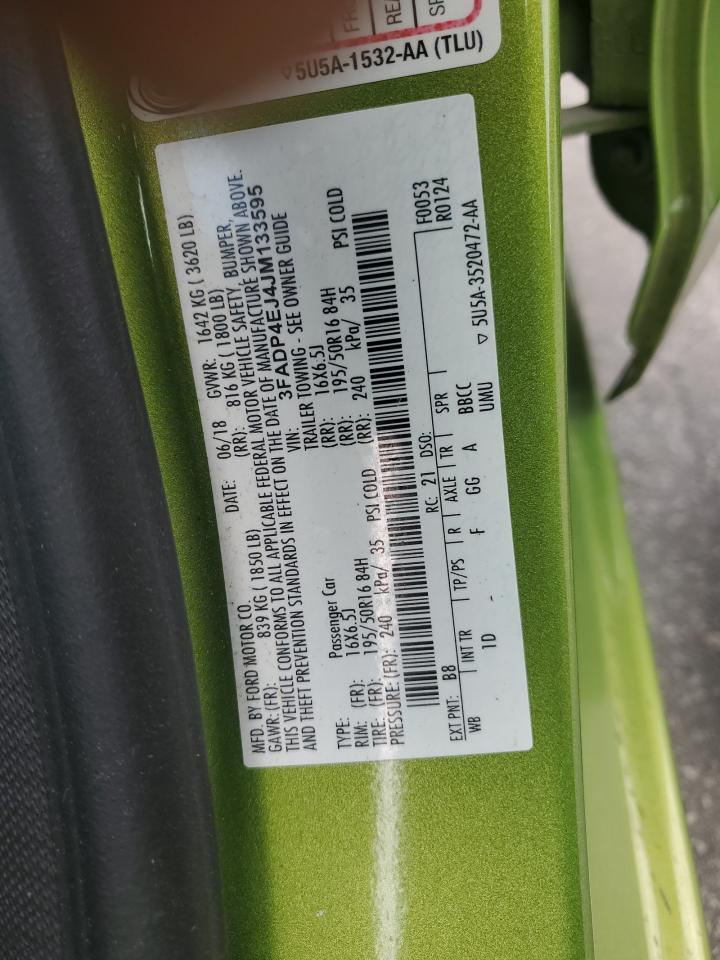 FR
RE
SP
▽5U5A-1532-AA (TLU)
MFD. BY FORD MOTOR CO. DATE: 06/18 GVWR: 1642 KG ( 3620 LB)
GAWR: (FR): 839 KG ( 1850 LB) (RR): 816 KG ( 1800 LB)
THIS VEHICLE CONFORMS TO ALL APPLICABLE FEDERAL MOTOR VEHICLE SAFETY, BUMPER,
AND THEFT PREVENTION STANDARDS IN EFFECT ON THE DATE OF MANUFACTURE SHOWN ABOVE.
VIN: 3FADP4EJ4JM133595
TYPE: Passenger Car TRAILER TOWING - SEE OWNER GUIDE
RIM: (FR): 16X6.5J (RR): 16X6.5J
TIRE: (FR): 195/50R16 84H (RR): 195/50R16 84H
PRESSURE: (FR): 240 kPa/ 35 PSI COLD (RR): 240 kPa/ 35 PSI COLD
F0053
EXT PNT: B8 RC: 21 DSO: R0124
WB INT TR TP/PS R AXLE TR SPR
1D - F GG A BBCC
UMU
▽ 5U5A-3520472-AA